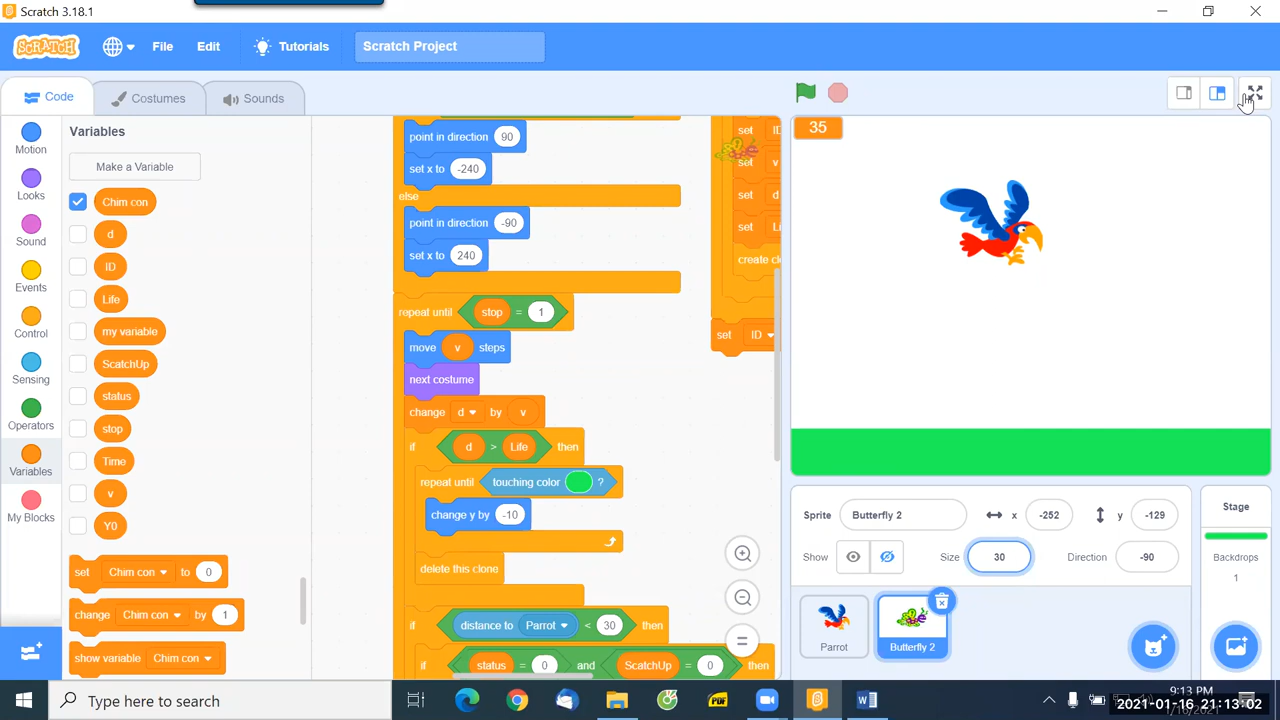 Scratch 3.18.1
SCRATCH
File
Edit
Tutorials
Scratch Project
Code
Costumes
Sounds
Motion
Looks
Sound
Events
Control
Sensing
Operators
Variables
My Blocks
Variables
Make a Variable
Chim con
d
ID
Life
my variable
ScatchUp
status
stop
Time
v
Y0
set Chim con to 0
change Chim con by 1
show variable Chim con
point in direction 90
set x to -240
else
point in direction -90
set x to 240
repeat until stop = 1
move v steps
next costume
change d by v
if d > Life then
repeat until touching color ?
change y by -10
delete this clone
if distance to Parrot < 30 then
if status = 0 and ScatchUp = 0 then
set ID
set v
set d
set Li
create clo
set ID
35
Sprite Butterfly 2 x -252 y -129
Show Size 30 Direction -90
Parrot
Butterfly 2
Stage
Backdrops
1
Type here to search
PDF
9:13 PM
2021-01-16 21:13:02